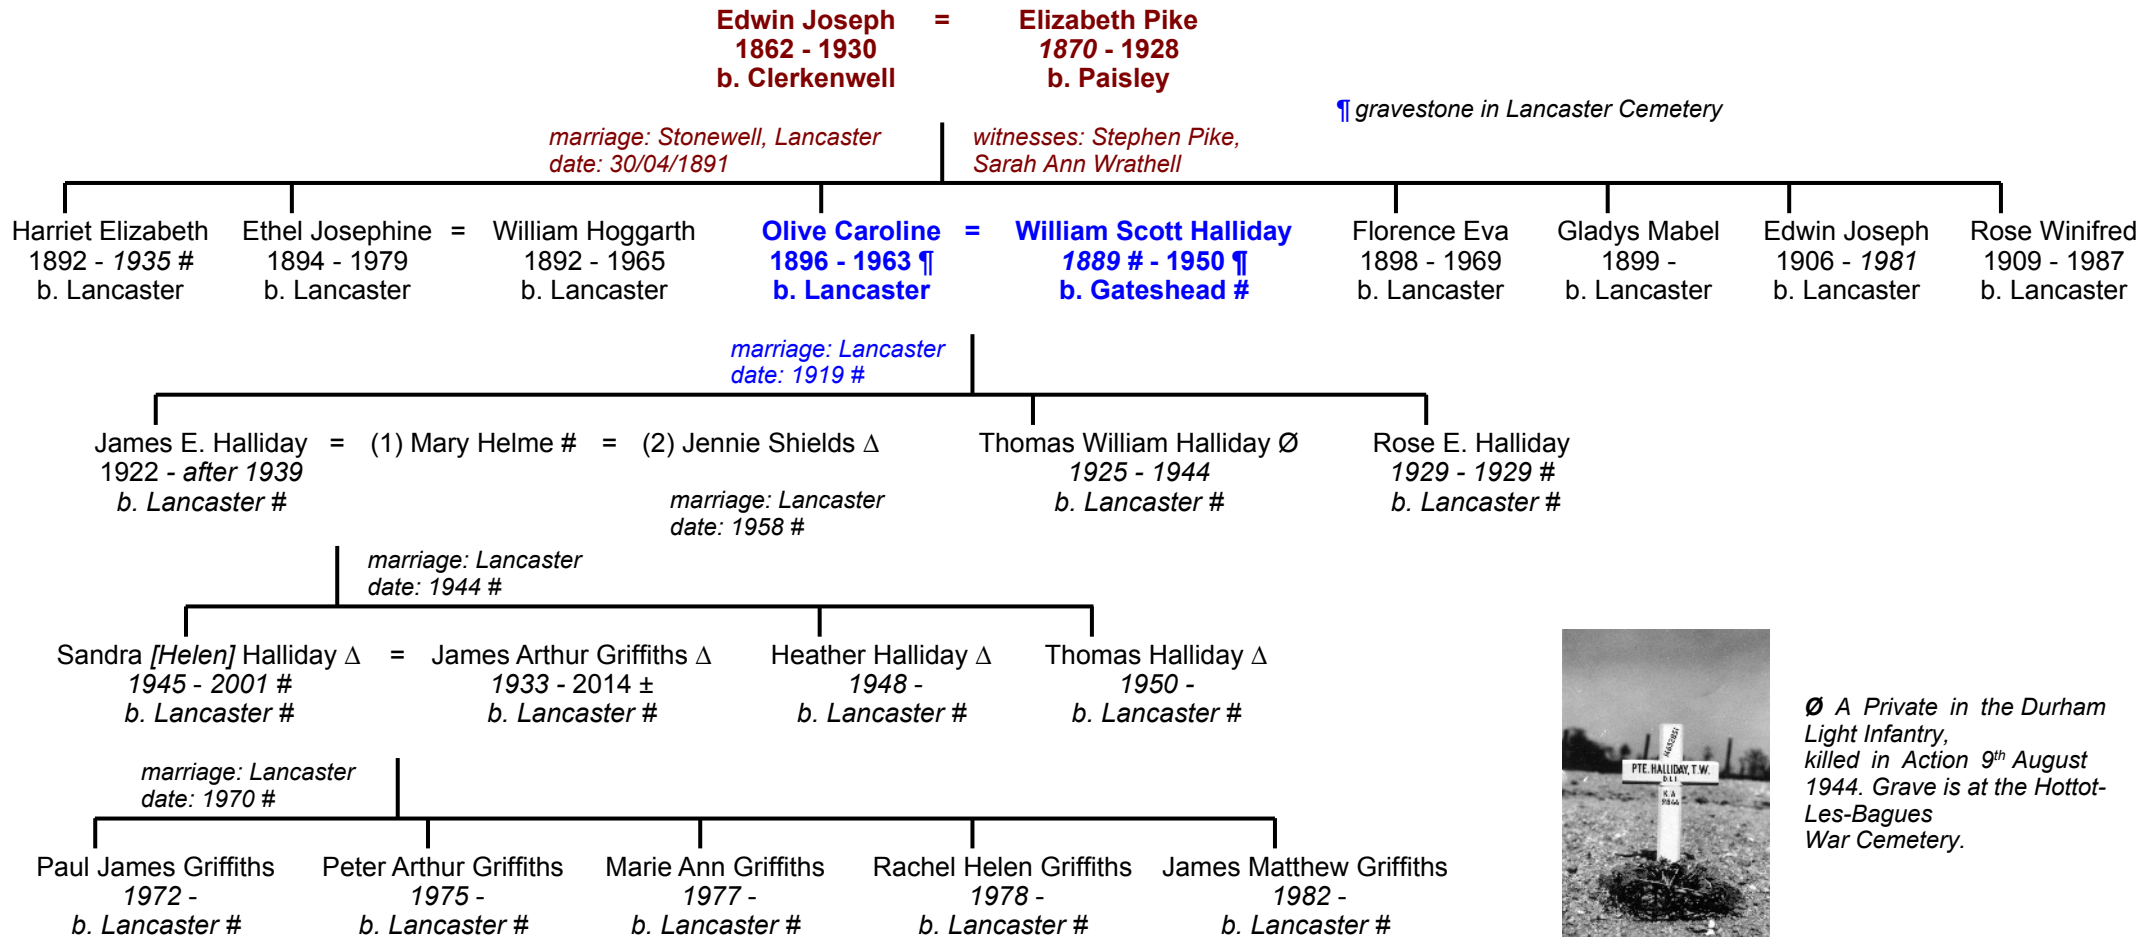 Edwin Joseph = Elizabeth Pike
1862 - 1930 1870 - 1928
b. Clerkenwell b. Paisley
¶ gravestone in Lancaster Cemetery
marriage: Stonewell, Lancaster witnesses: Stephen Pike,
date: 30/04/1891 Sarah Ann Wrathell
Harriet Elizabeth Ethel Josephine = William Hoggarth Olive Caroline = William Scott Halliday Florence Eva Gladys Mabel Edwin Joseph Rose Winifred
1892 - 1935 # 1894 - 1979 1892 - 1965 1896 - 1963 ¶ 1889 # - 1950 ¶ 1898 - 1969 1899 - 1906 - 1981 1909 - 1987
b. Lancaster b. Lancaster b. Lancaster b. Lancaster b. Gateshead # b. Lancaster b. Lancaster b. Lancaster b. Lancaster
marriage: Lancaster
date: 1919 #
James E. Halliday = (1) Mary Helme # = (2) Jennie Shields Δ Thomas William Halliday Ø Rose E. Halliday
1922 - after 1939 1925 - 1944 1929 - 1929 #
b. Lancaster # b. Lancaster # b. Lancaster #
marriage: Lancaster
date: 1958 #
marriage: Lancaster
date: 1944 #
Sandra [Helen] Halliday Δ = James Arthur Griffiths Δ Heather Halliday Δ Thomas Halliday Δ
1945 - 2001 # 1933 - 2014 ± 1948 - 1950 -
b. Lancaster # b. Lancaster # b. Lancaster # b. Lancaster #
marriage: Lancaster
date: 1970 #
Paul James Griffiths Peter Arthur Griffiths Marie Ann Griffiths Rachel Helen Griffiths James Matthew Griffiths
1972 - 1975 - 1977 - 1978 - 1982 -
b. Lancaster # b. Lancaster # b. Lancaster # b. Lancaster # b. Lancaster #
PTE. HALLIDAY, T.W.
D.L.I.
K/A
9/8/44
Ø A Private in the Durham
Light Infantry,
killed in Action 9th August
1944. Grave is at the Hottot-
Les-Bagues
War Cemetery.